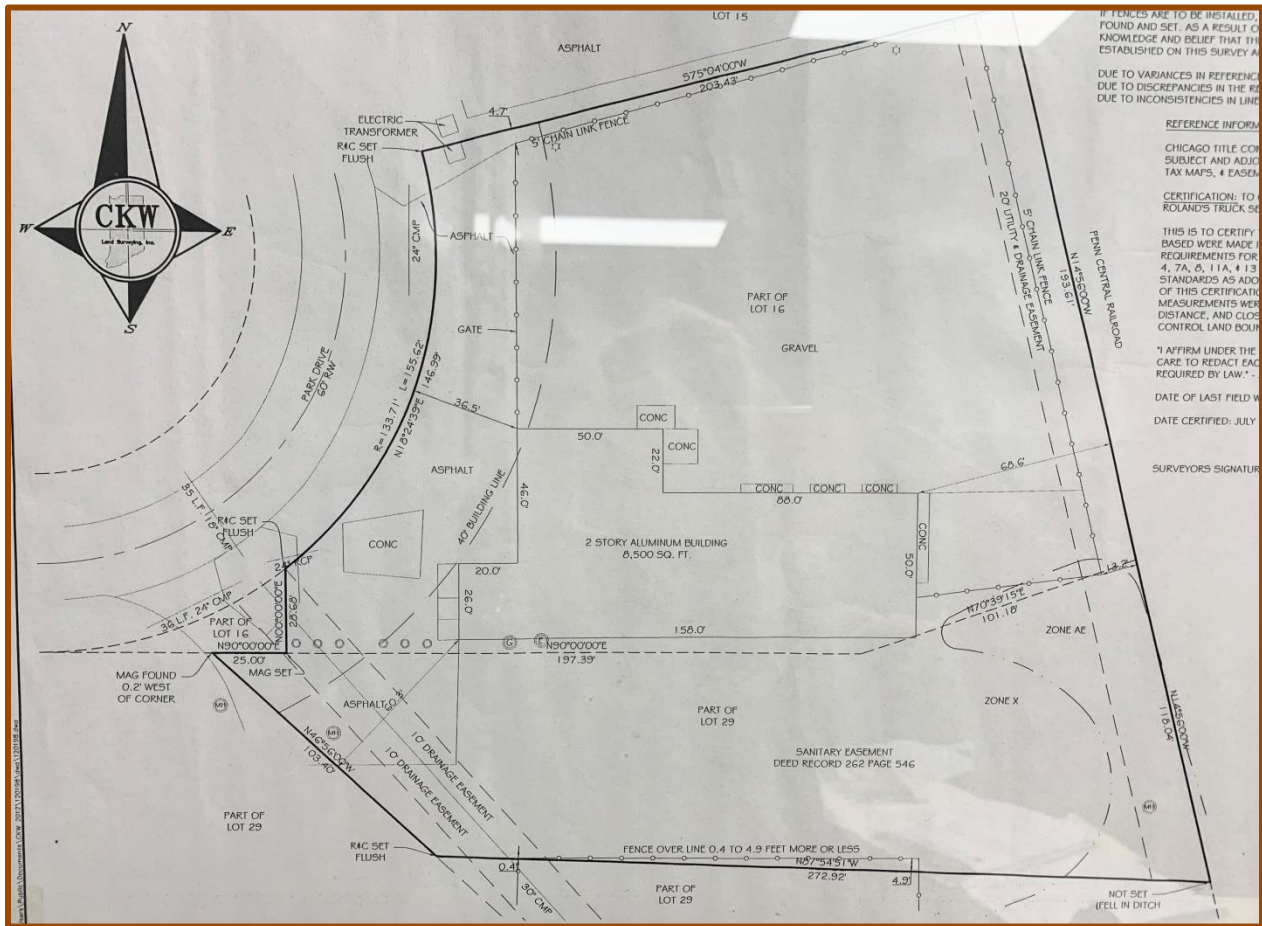 LOT 15
IF FENCES ARE TO BE INSTALLED,
FOUND AND SET. AS A RESULT O
KNOWLEDGE AND BELIEF THAT TH
ESTABLISHED ON THIS SURVEY A
DUE TO VARIANCES IN REFERENC
DUE TO DISCREPANCIES IN THE RE
DUE TO INCONSISTENCIES IN LINE
REFERENCE INFORM
CHICAGO TITLE COM
SUBJECT AND ADJO
TAX MAPS, & EASEM
CERTIFICATION: TO
ROLAND'S TRUCK SE
THIS IS TO CERTIFY
BASED WERE MADE I
REQUIREMENTS FOR
4, 7A, 8, 11A, & 13
STANDARDS AS ADO
OF THIS CERTIFICATIO
MEASUREMENTS WER
DISTANCE, AND CLOS
CONTROL LAND BOUN
"I AFFIRM UNDER THE
CARE TO REDACT EAC
REQUIRED BY LAW." -
DATE OF LAST FIELD W
DATE CERTIFIED: JULY
SURVEYORS SIGNATUR
N
W
E
S
CKW
Land Surveying, Inc.
ASPHALT
S75°04'00"W
203.43'
4.7'
ELECTRIC
TRANSFORMER
R&C SET
FLUSH
5' CHAIN LINK FENCE
24" CMP
ASPHALT
GATE
PARK DRIVE
60' R/W
R=133.71' L=155.62'
N18°24'39"E 146.99'
36.5'
ASPHALT
40' BUILDING LINE
PART OF
LOT 16
GRAVEL
20' UTILITY & DRAINAGE EASEMENT
5' CHAIN LINK FENCE
N14°56'00"W
193.61'
PENN CENTRAL RAILROAD
CONC
CONC
50.0'
22.0'
46.0'
CONC
CONC
CONC
88.0'
68.6'
CONC
50.0'
2 STORY ALUMINUM BUILDING
8,500 SQ. FT.
20.0'
26.0'
158.0'
CONC
35 L.F. 18" CMP
R&C SET
FLUSH
24" RCP
36 L.F. 24" CMP
N00°00'00"E
28.68'
PART OF
LOT 16
N90°00'00"E
25.00'
MAG SET
MAG FOUND
0.2' WEST
OF CORNER
MH
MH
G
E
N90°00'00"E
197.39'
N70°39'15"E
101.18'
13.2'
ZONE AE
ZONE X
N14°56'00"W
118.04'
ASPHALT
N46°56'00"W
103.40'
10' DRAINAGE EASEMENT
10' DRAINAGE EASEMENT
PART OF
LOT 29
SANITARY EASEMENT
DEED RECORD 262 PAGE 546
MH
PART OF
LOT 29
R&C SET
FLUSH
FENCE OVER LINE 0.4 TO 4.9 FEET MORE OR LESS
0.4'
N87°54'51"W
272.92'
4.9'
30" CMP
PART OF
LOT 29
NOT SET
(FELL IN DITCH